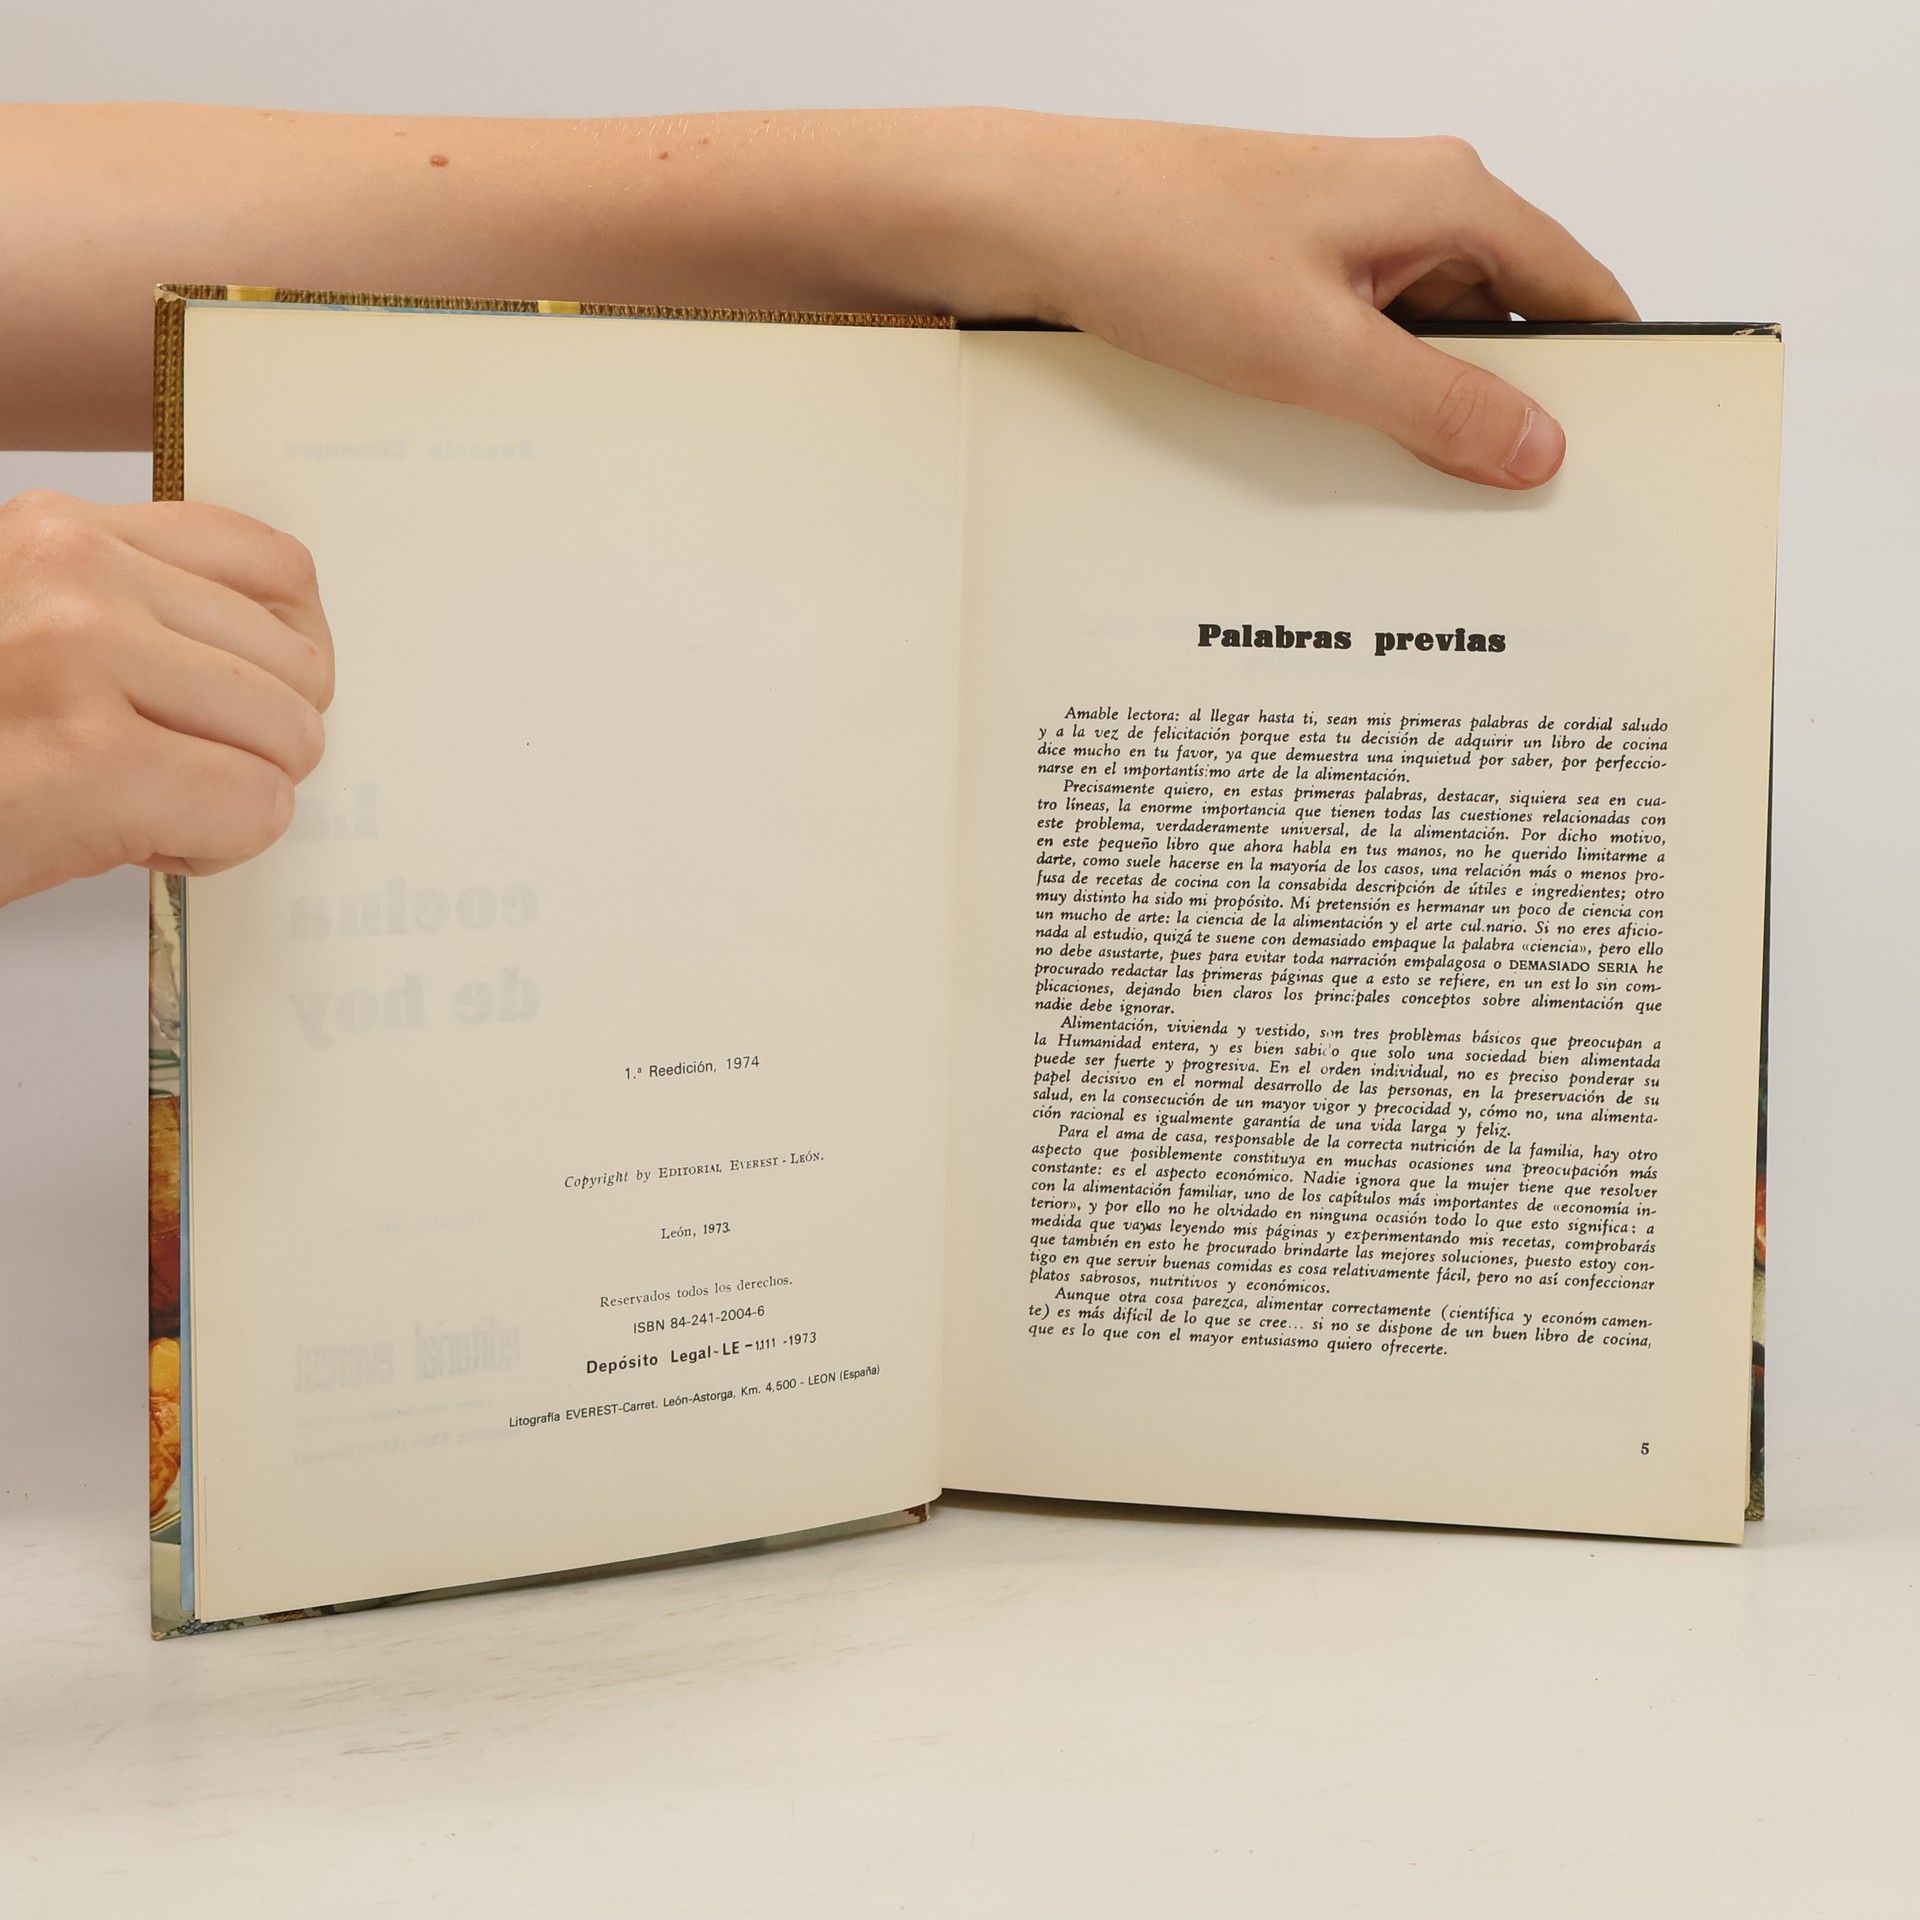 1.ª Reedición, 1974
Copyright by EDITORIAL EVEREST - LEÓN.
León, 1973.
Reservados todos los derechos.
ISBN 84-241-2004-6
Depósito Legal-LE-1.111-1973
Litografía EVEREST-Carret. León-Astorga, Km. 4,500 - LEON (España)
Palabras previas
Amable lectora: al llegar hasta ti, sean mis primeras palabras de cordial saludo
y a la vez de felicitación porque esta tu decisión de adquirir un libro de cocina
dice mucho en tu favor, ya que demuestra una inquietud por saber, por perfeccio-
narse en el importantísimo arte de la alimentación.
Precisamente quiero, en estas primeras palabras, destacar, siquiera sea en cua-
tro líneas, la enorme importancia que tienen todas las cuestiones relacionadas con
este problema, verdaderamente universal, de la alimentación. Por dicho motivo,
en este pequeño libro que ahora habla en tus manos, no he querido limitarme a
darte, como suele hacerse en la mayoría de los casos, una relación más o menos pro-
fusa de recetas de cocina con la consabida descripción de útiles e ingredientes; otro
muy distinto ha sido mi propósito. Mi pretensión es hermanar un poco de ciencia con
un mucho de arte: la ciencia de la alimentación y el arte cul.nario. Si no eres aficio-
nada al estudio, quizá te suene con demasiado empaque la palabra «ciencia», pero ello
no debe asustarte, pues para evitar toda narración empalagosa o DEMASIADO SERIA he
procurado redactar las primeras páginas que a esto se refiere, en un est lo sin com-
plicaciones, dejando bien claros los principales conceptos sobre alimentación que
nadie debe ignorar.
Alimentación, vivienda y vestido, son tres problemas básicos que preocupan a
la Humanidad entera, y es bien sabido que solo una sociedad bien alimentada
puede ser fuerte y progresiva. En el orden individual, no es preciso ponderar su
papel decisivo en el normal desarrollo de las personas, en la preservación de su
salud, en la consecución de un mayor vigor y precocidad y, cómo no, una alimenta-
ción racional es igualmente garantía de una vida larga y feliz.
Para el ama de casa, responsable de la correcta nutrición de la familia, hay otro
aspecto que posiblemente constituya en muchas ocasiones una preocupación más
constante: es el aspecto económico. Nadie ignora que la mujer tiene que resolver
con la alimentación familiar, uno de los capítulos más importantes de «economía in-
terior», y por ello no he olvidado en ninguna ocasión todo lo que esto significa: a
medida que vayas leyendo mis páginas y experimentando mis recetas, comprobarás
que también en esto he procurado brindarte las mejores soluciones, puesto estoy con-
tigo en que servir buenas comidas es cosa relativamente fácil, pero no así confeccionar
platos sabrosos, nutritivos y económicos.
Aunque otra cosa parezca, alimentar correctamente (científica y económ camen-
te) es más difícil de lo que se cree... si no se dispone de un buen libro de cocina,
que es lo que con el mayor entusiasmo quiero ofrecerte.
5